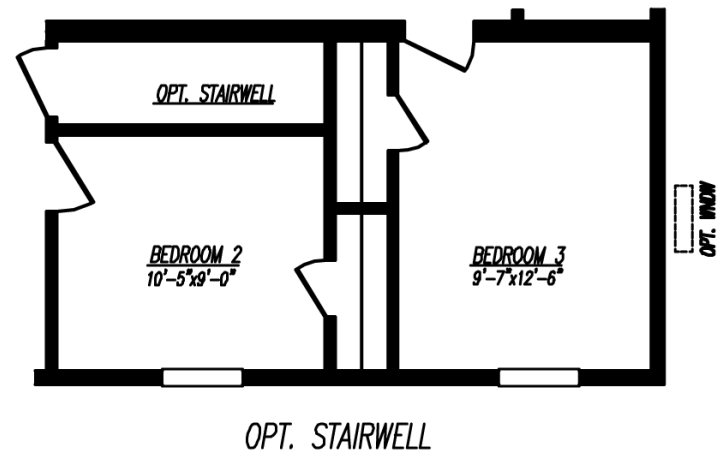 OPT. STAIRWELL
BEDROOM 2
10'-5"x9'-0"
BEDROOM 3
9'-7"x12'-6"
OPT. WNDW
OPT. STAIRWELL